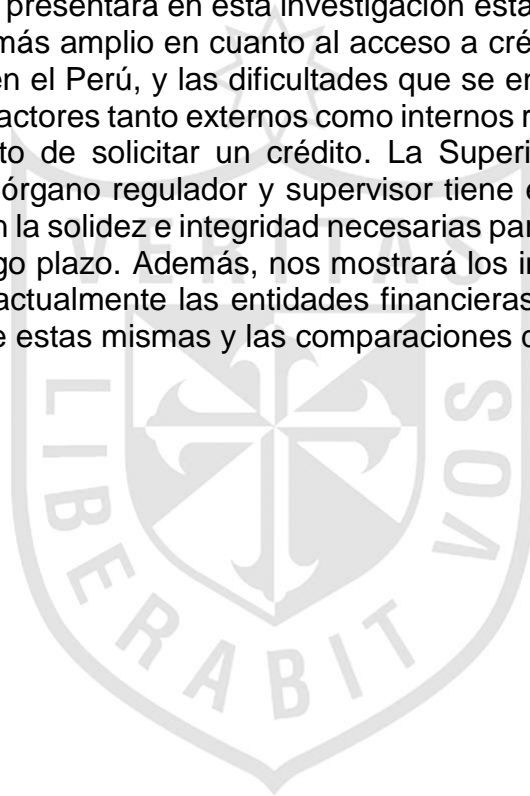 presentará en esta investigación esta
más amplio en cuanto al acceso a cré
en el Perú, y las dificultades que se en
actores tanto externos como internos
to de solicitar un crédito. La Superi
órgano regulador y supervisor tiene
la solidez e integridad necesarias par
go plazo. Además, nos mostrará los in
actualmente las entidades financieras
e estas mismas y las comparaciones
VERITAS
LIBERABIT VOS